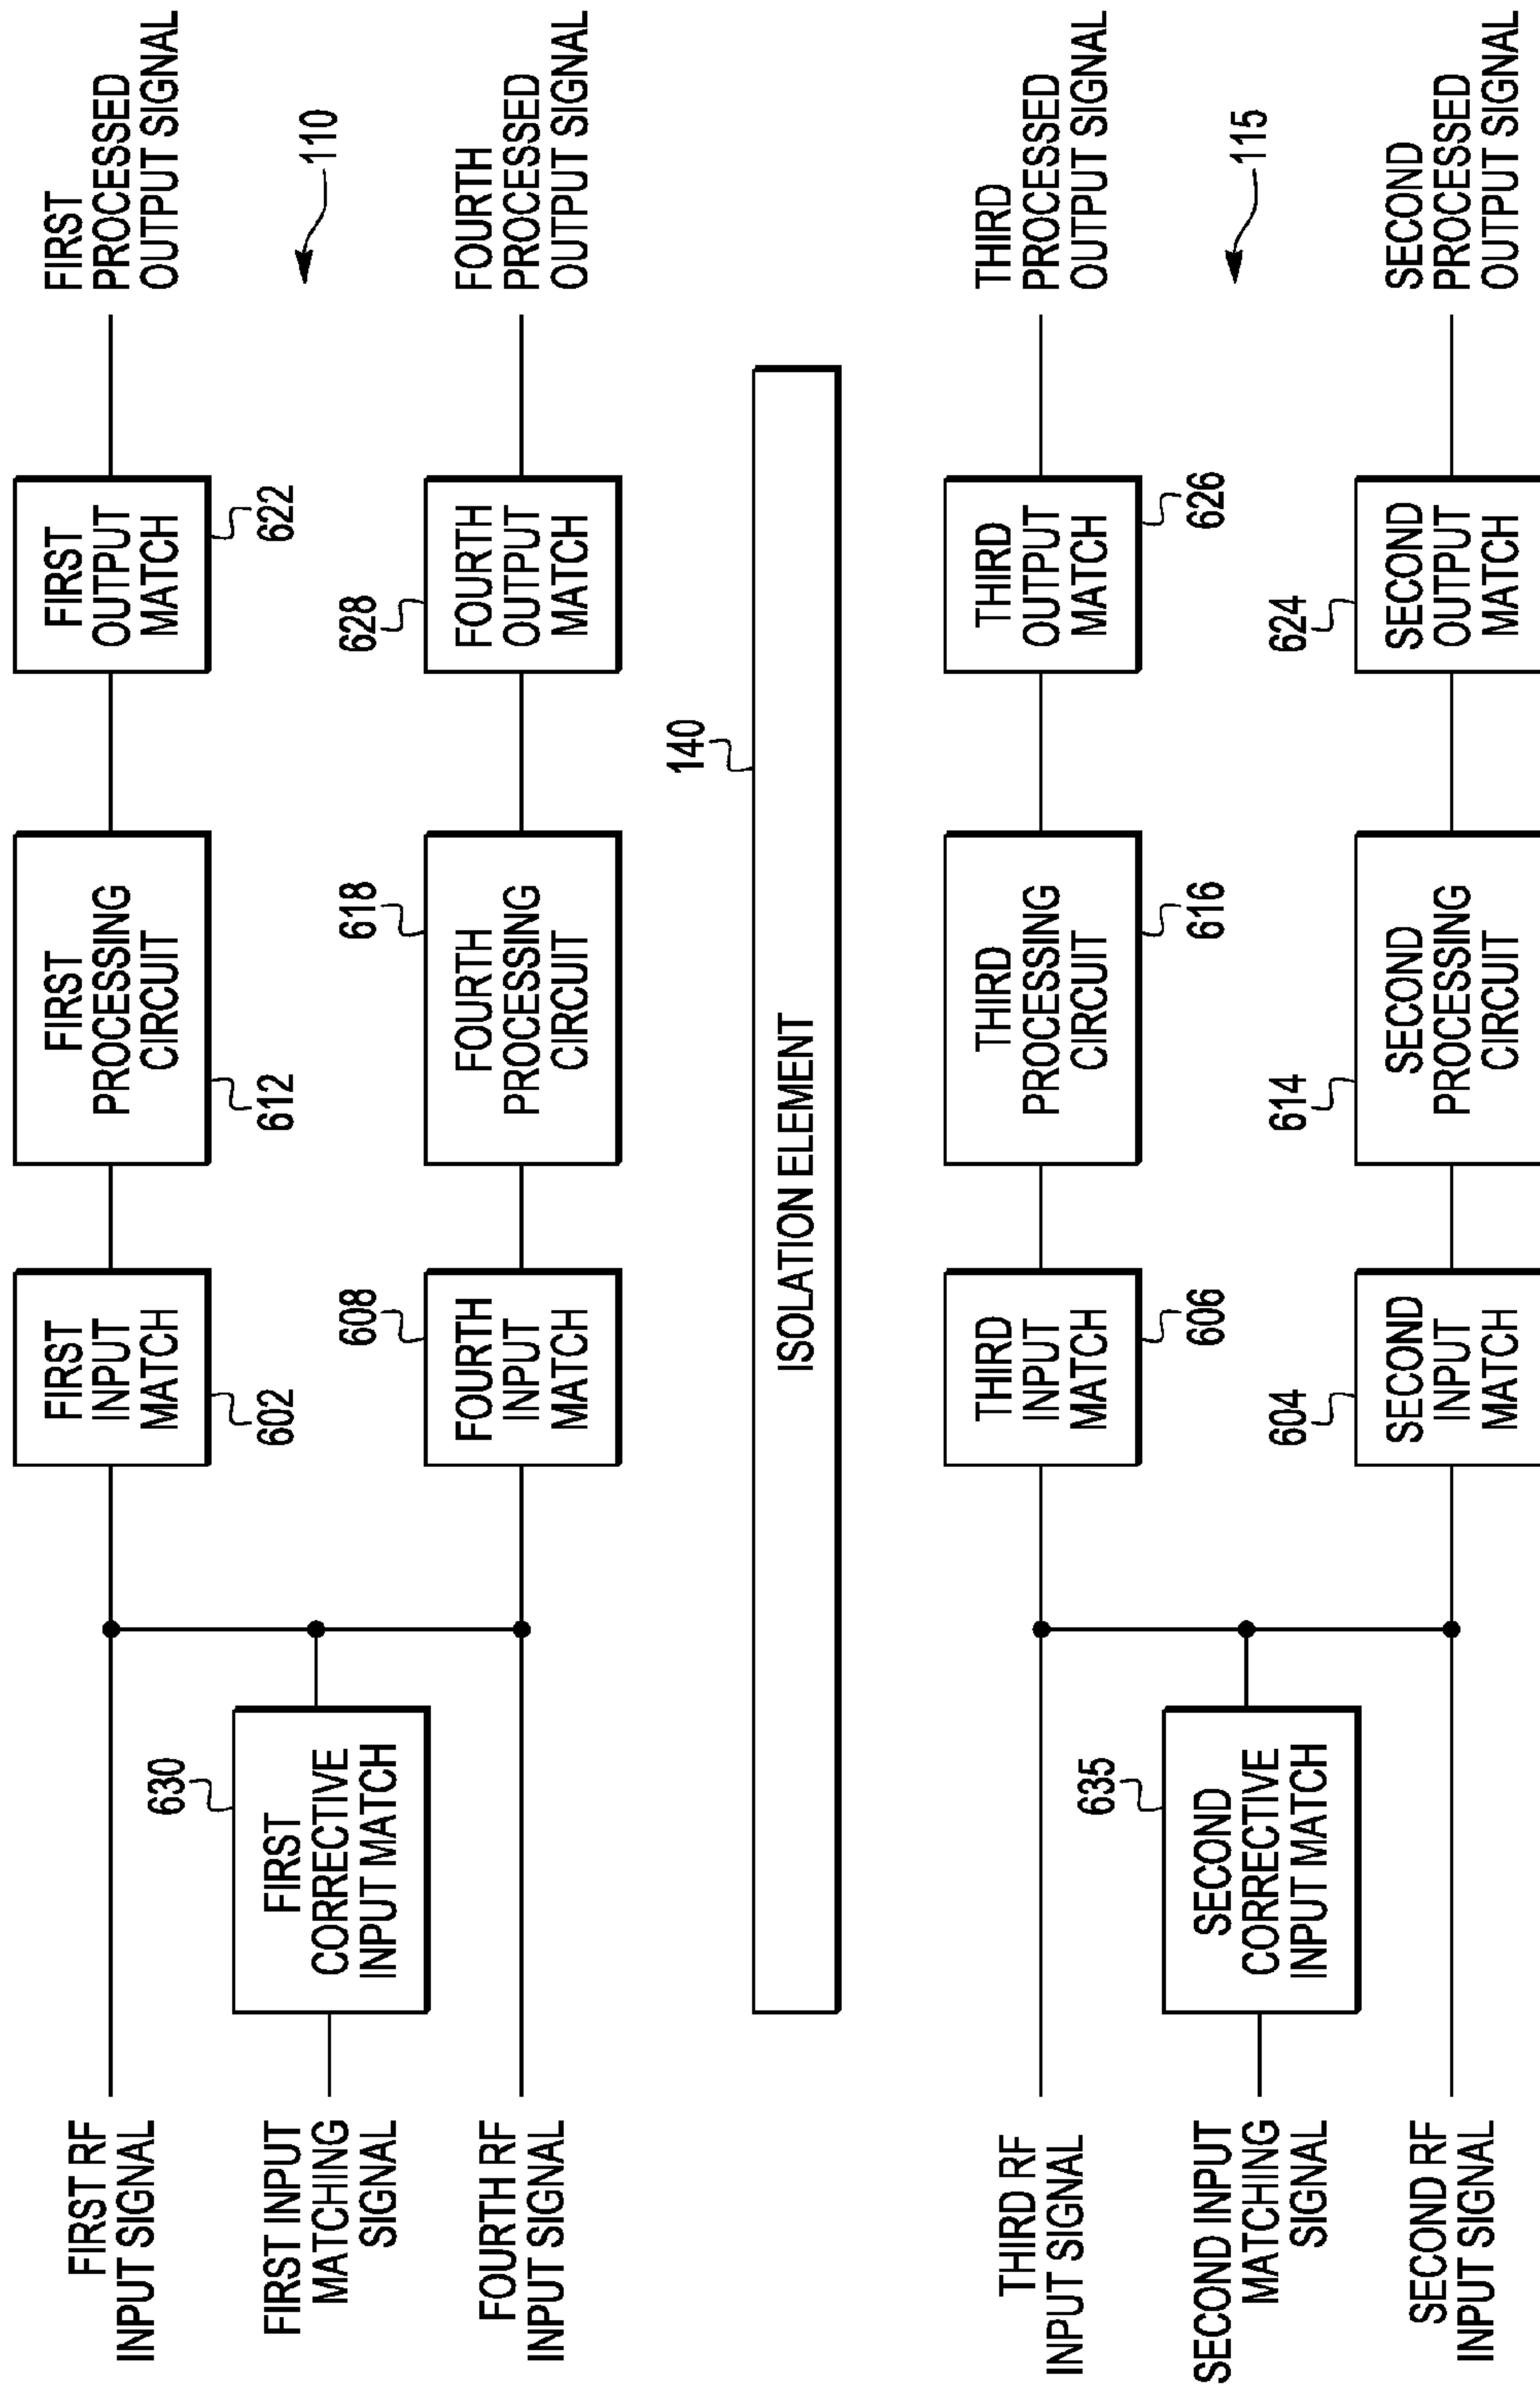 FIRST RF
INPUT SIGNAL
FIRST INPUT
MATCHING
SIGNAL
FOURTH RF
INPUT SIGNAL
630
FIRST
CORRECTIVE
INPUT MATCH
FIRST
INPUT
MATCH
602
608
FOURTH
INPUT
MATCH
FIRST
PROCESSING
CIRCUIT
612
618
FOURTH
PROCESSING
CIRCUIT
FIRST
OUTPUT
MATCH
622
628
FOURTH
OUTPUT
MATCH
FIRST
PROCESSED
OUTPUT SIGNAL
110
FOURTH
PROCESSED
OUTPUT SIGNAL
140
ISOLATION ELEMENT
THIRD RF
INPUT SIGNAL
SECOND INPUT
MATCHING
SIGNAL
SECOND RF
INPUT SIGNAL
635
SECOND
CORRECTIVE
INPUT MATCH
THIRD
INPUT
MATCH
606
604
SECOND
INPUT
MATCH
THIRD
PROCESSING
CIRCUIT
616
614
SECOND
PROCESSING
CIRCUIT
THIRD
OUTPUT
MATCH
626
624
SECOND
OUTPUT
MATCH
THIRD
PROCESSED
OUTPUT SIGNAL
115
SECOND
PROCESSED
OUTPUT SIGNAL